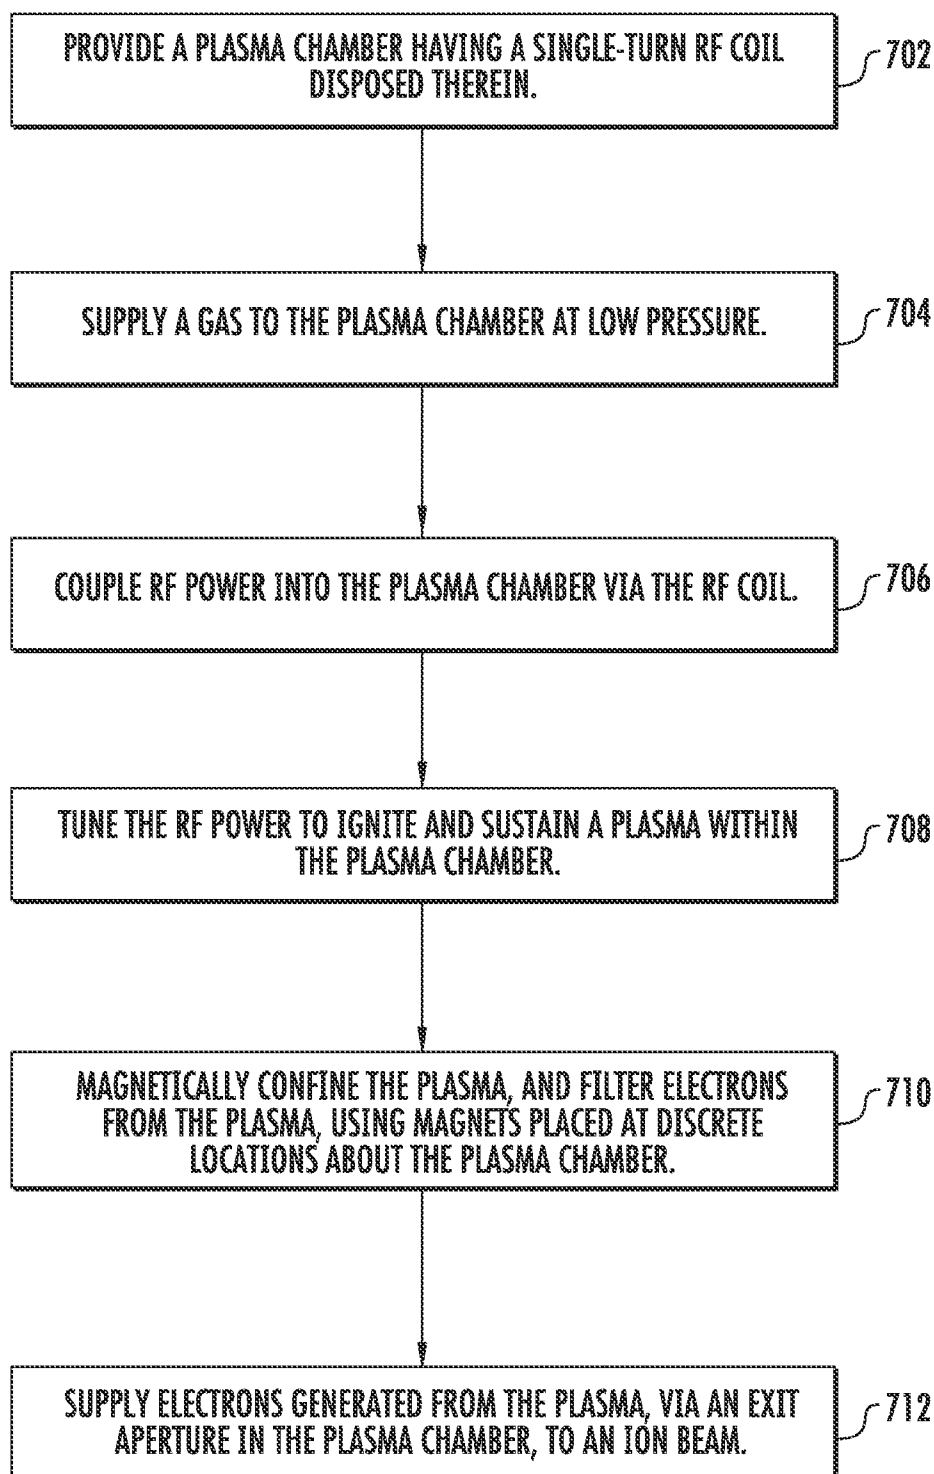 PROVIDE A PLASMA CHAMBER HAVING A SINGLE-TURN RF COIL
DISPOSED THEREIN.
702
SUPPLY A GAS TO THE PLASMA CHAMBER AT LOW PRESSURE.
704
COUPLE RF POWER INTO THE PLASMA CHAMBER VIA THE RF COIL.
706
TUNE THE RF POWER TO IGNITE AND SUSTAIN A PLASMA WITHIN
THE PLASMA CHAMBER.
708
MAGNETICALLY CONFINE THE PLASMA, AND FILTER ELECTRONS
FROM THE PLASMA, USING MAGNETS PLACED AT DISCRETE
LOCATIONS ABOUT THE PLASMA CHAMBER.
710
SUPPLY ELECTRONS GENERATED FROM THE PLASMA, VIA AN EXIT
APERTURE IN THE PLASMA CHAMBER, TO AN ION BEAM.
712